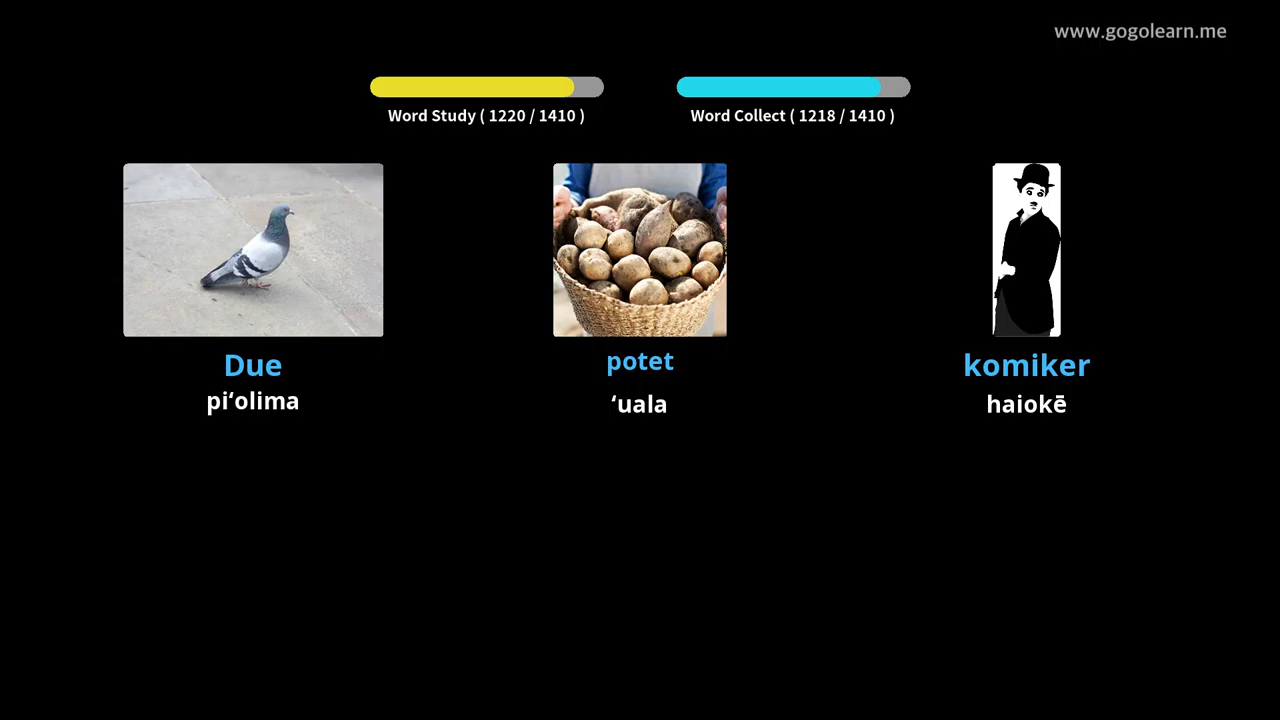 www.gogolearn.me
Word Study ( 1220 / 1410 )
Word Collect ( 1218 / 1410 )
Due
piʻolima
potet
ʻuala
komiker
haiokē